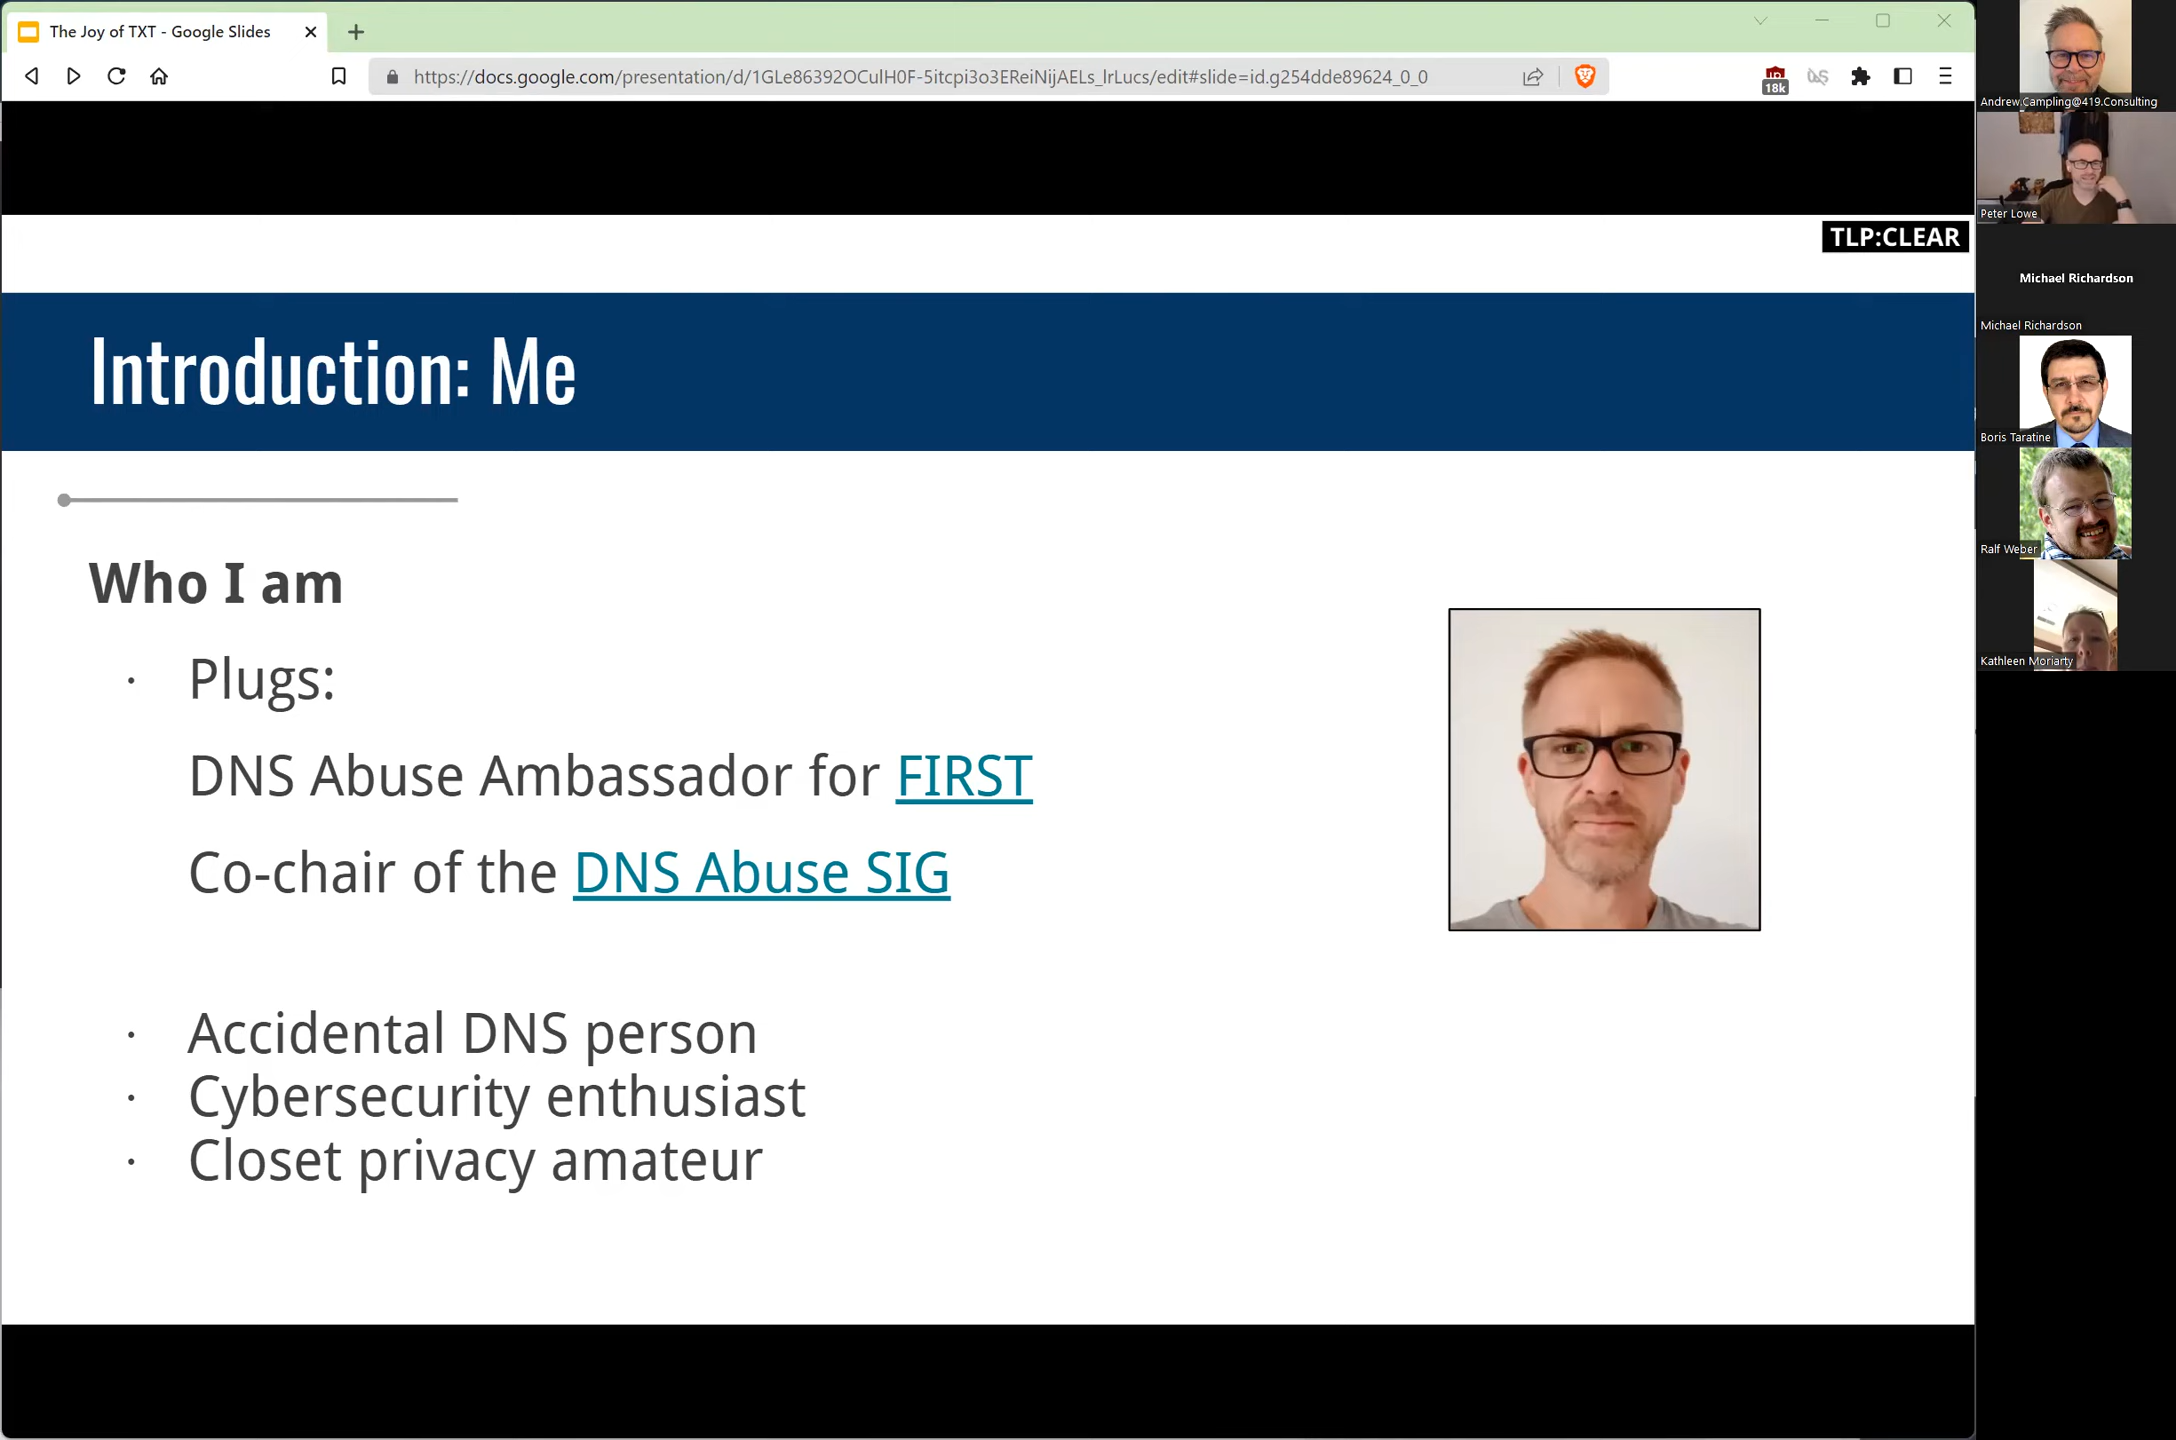 The Joy of TXT - Google Slides
https://docs.google.com/presentation/d/1GLe86392OCulH0F-5itcpi3o3EReiNijAELs_lrLucs/edit#slide=id.g254dde89624_0_0
18k
Andrew.Campling@419.Consulting
Peter Lowe
TLP:CLEAR
Michael Richardson
Michael Richardson
Introduction: Me
Boris Taratine
Ralf Weber
Who I am
· Plugs:
Kathleen Moriarty
DNS Abuse Ambassador for FIRST
Co-chair of the DNS Abuse SIG
· Accidental DNS person
· Cybersecurity enthusiast
· Closet privacy amateur